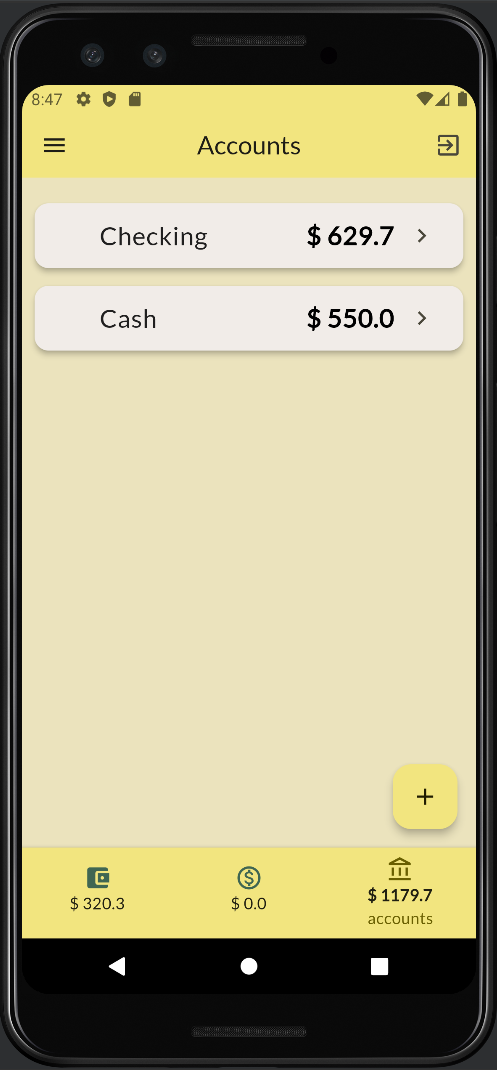 8:47
Accounts
Checking $ 629.7
Cash $ 550.0
$ 320.3 $ 0.0 $ 1179.7
accounts